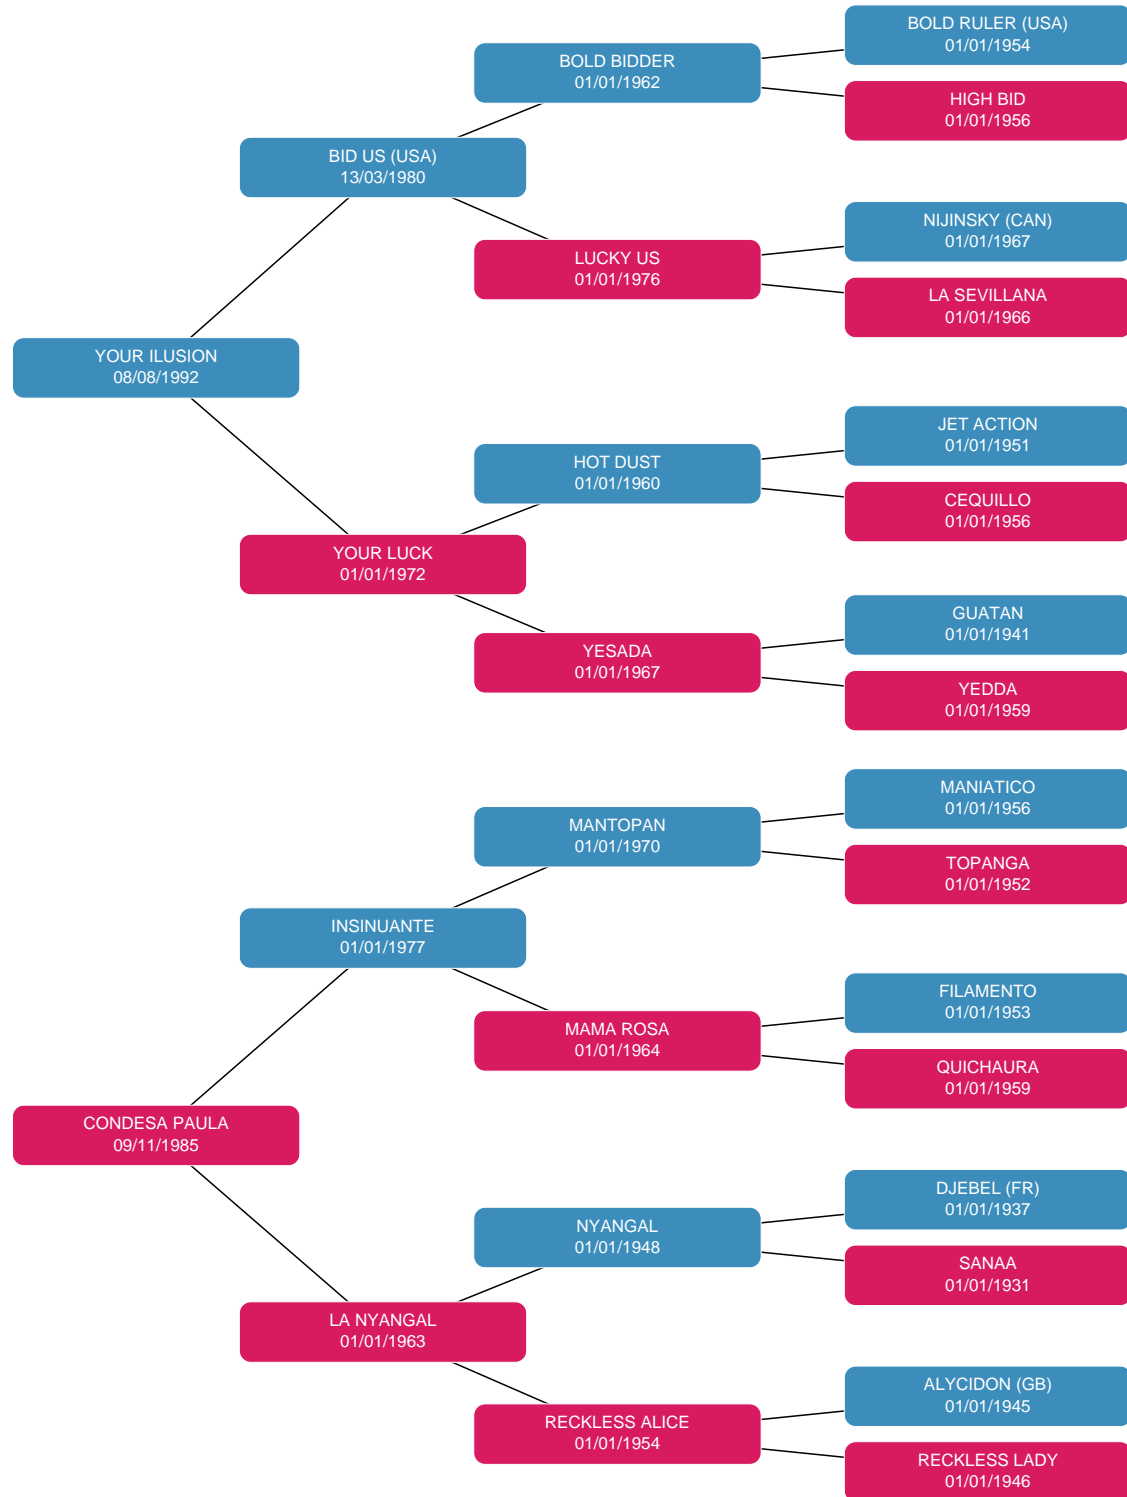 BOLD RULER (USA)
01/01/1954
BOLD BIDDER
01/01/1962
HIGH BID
01/01/1956
BID US (USA)
13/03/1980
NIJINSKY (CAN)
01/01/1967
LUCKY US
01/01/1976
LA SEVILLANA
01/01/1966
YOUR ILUSION
08/08/1992
JET ACTION
01/01/1951
HOT DUST
01/01/1960
CEQUILLO
01/01/1956
YOUR LUCK
01/01/1972
GUATAN
01/01/1941
YESADA
01/01/1967
YEDDA
01/01/1959
MANIATICO
01/01/1956
MANTOPAN
01/01/1970
TOPANGA
01/01/1952
INSINUANTE
01/01/1977
FILAMENTO
01/01/1953
MAMA ROSA
01/01/1964
QUICHAURA
01/01/1959
CONDESA PAULA
09/11/1985
DJEBEL (FR)
01/01/1937
NYANGAL
01/01/1948
SANAA
01/01/1931
LA NYANGAL
01/01/1963
ALYCIDON (GB)
01/01/1945
RECKLESS ALICE
01/01/1954
RECKLESS LADY
01/01/1946